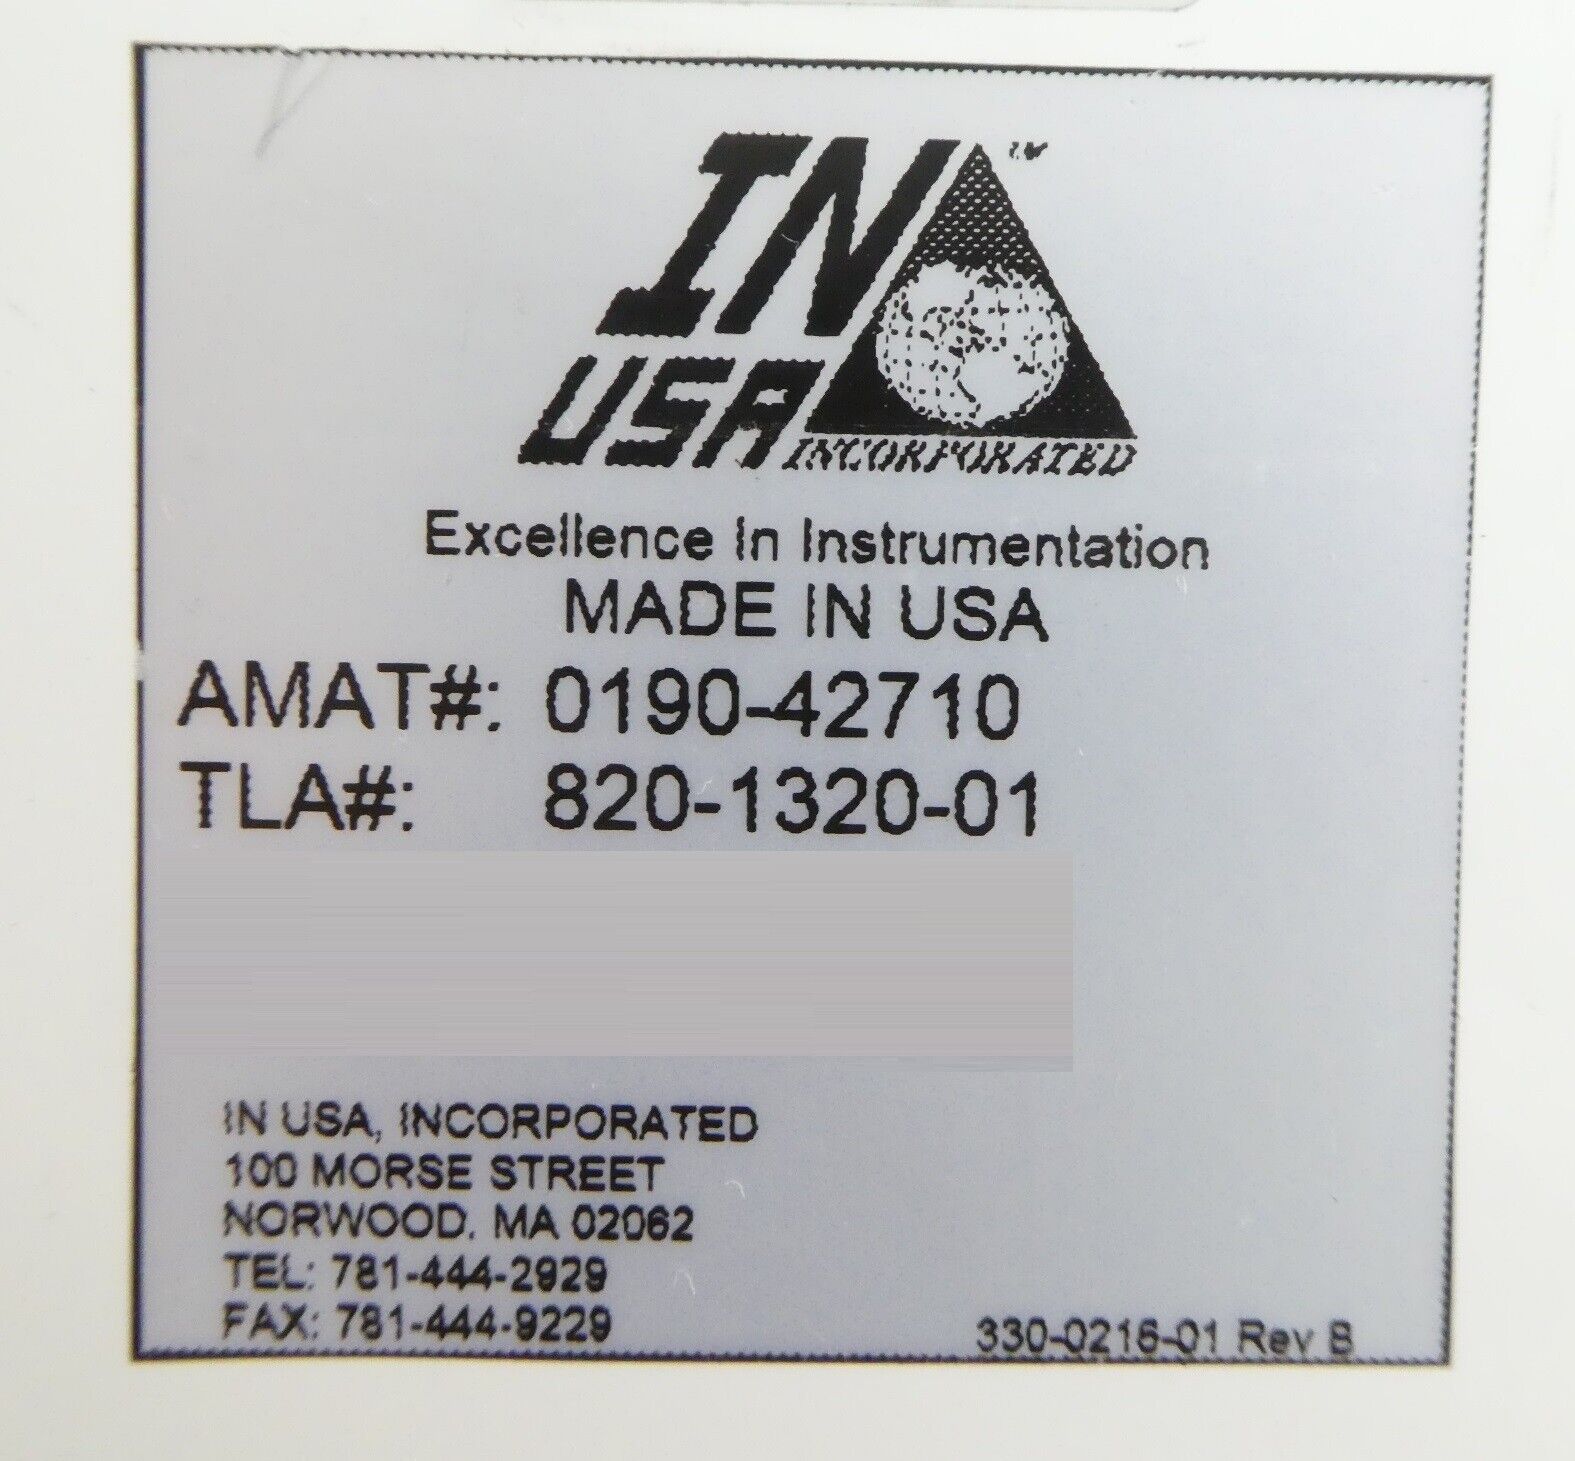 IN
USA
INCORPORATED
TM
Excellence In Instrumentation
MADE IN USA
AMAT#: 0190-42710
TLA#: 820-1320-01
IN USA, INCORPORATED
100 MORSE STREET
NORWOOD, MA 02062
TEL: 781-444-2929
FAX: 781-444-9229
330-0216-01 Rev B